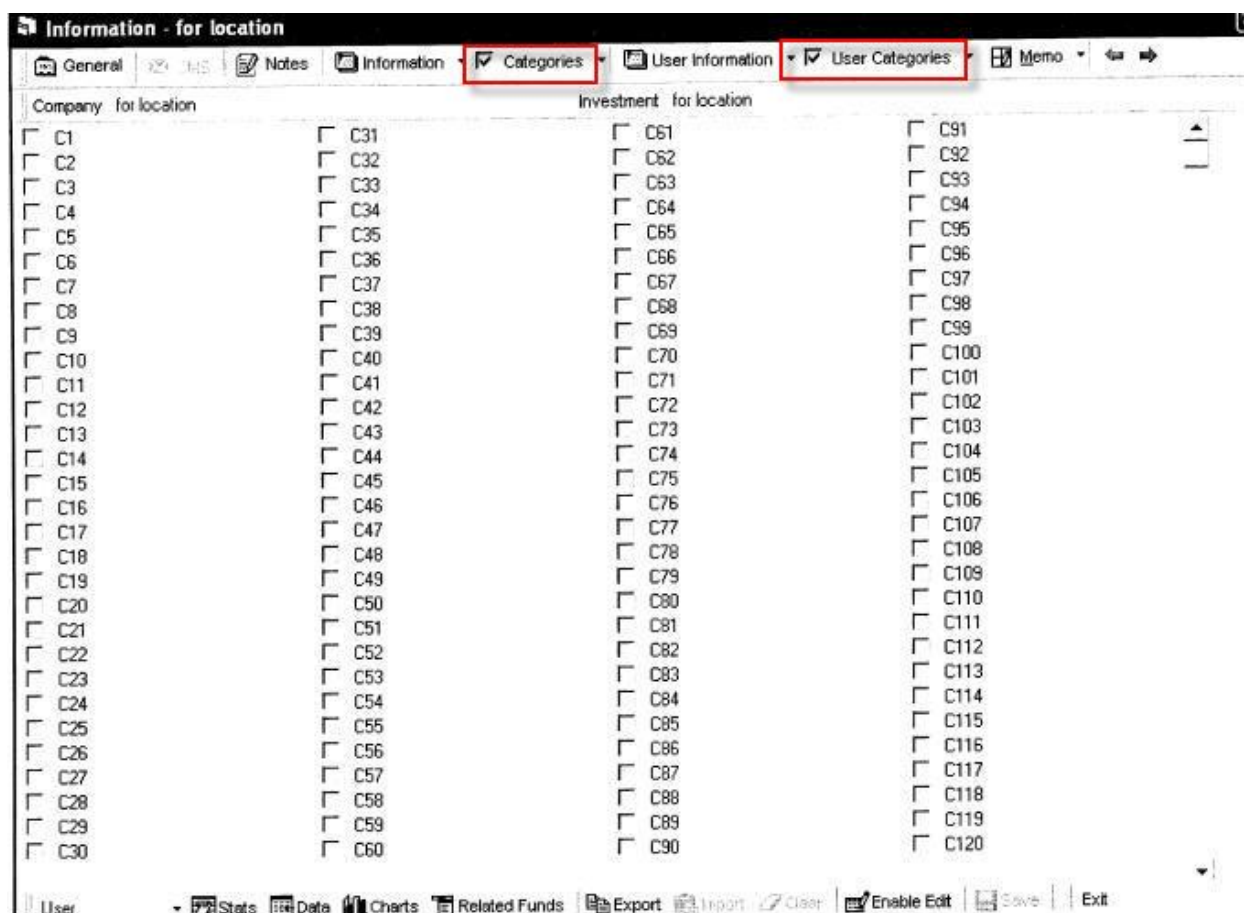 Information - for location
General Notes Information Categories User Information User Categories Memo
Company for location Investment for location
C1 C31 C61 C91
C2 C32 C62 C92
C3 C33 C63 C93
C4 C34 C64 C94
C5 C35 C65 C95
C6 C36 C66 C96
C7 C37 C67 C97
C8 C38 C68 C98
C9 C39 C69 C99
C10 C40 C70 C100
C11 C41 C71 C101
C12 C42 C72 C102
C13 C43 C73 C103
C14 C44 C74 C104
C15 C45 C75 C105
C16 C46 C76 C106
C17 C47 C77 C107
C18 C48 C78 C108
C19 C49 C79 C109
C20 C50 C80 C110
C21 C51 C81 C111
C22 C52 C82 C112
C23 C53 C83 C113
C24 C54 C84 C114
C25 C55 C85 C115
C26 C56 C86 C116
C27 C57 C87 C117
C28 C58 C88 C118
C29 C59 C89 C119
C30 C60 C90 C120
User Stats Data Charts Related Funds Export Import Clear Enable Edit Save Exit